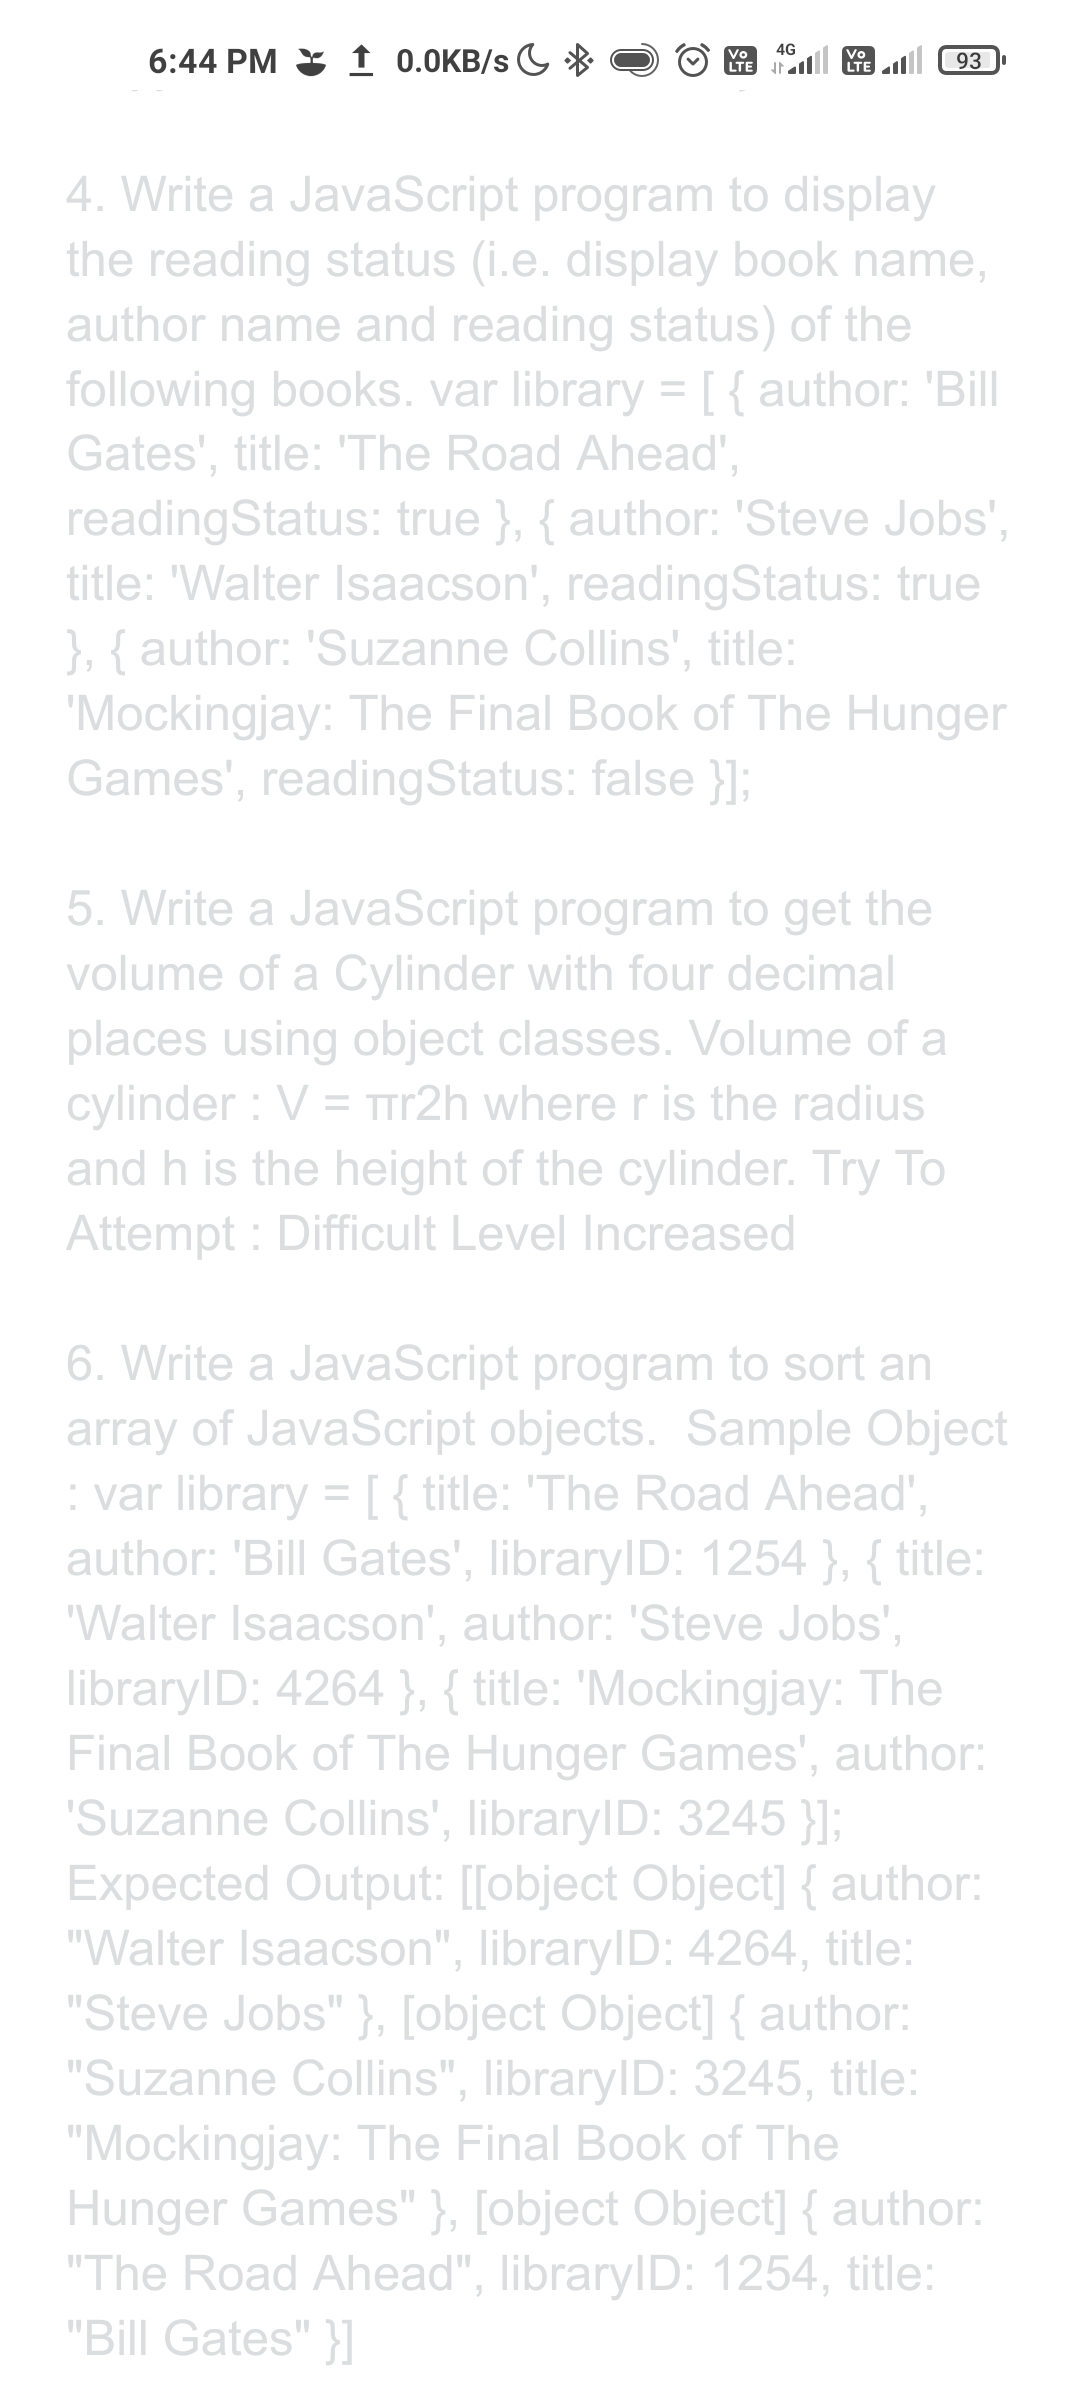 6:44 PM 0.0KB/s Vo LTE 4G Vo LTE 93
4. Write a JavaScript program to display
the reading status (i.e. display book name,
author name and reading status) of the
following books. var library = [ { author: 'Bill
Gates', title: 'The Road Ahead',
readingStatus: true }, { author: 'Steve Jobs',
title: 'Walter Isaacson', readingStatus: true
}, { author: 'Suzanne Collins', title:
'Mockingjay: The Final Book of The Hunger
Games', readingStatus: false }];
5. Write a JavaScript program to get the
volume of a Cylinder with four decimal
places using object classes. Volume of a
cylinder : V = πr2h where r is the radius
and h is the height of the cylinder. Try To
Attempt : Difficult Level Increased
6. Write a JavaScript program to sort an
array of JavaScript objects.  Sample Object
: var library = [ { title: 'The Road Ahead',
author: 'Bill Gates', libraryID: 1254 }, { title:
'Walter Isaacson', author: 'Steve Jobs',
libraryID: 4264 }, { title: 'Mockingjay: The
Final Book of The Hunger Games', author:
'Suzanne Collins', libraryID: 3245 }];
Expected Output: [[object Object] { author:
"Walter Isaacson", libraryID: 4264, title:
"Steve Jobs" }, [object Object] { author:
"Suzanne Collins", libraryID: 3245, title:
"Mockingjay: The Final Book of The
Hunger Games" }, [object Object] { author:
"The Road Ahead", libraryID: 1254, title:
"Bill Gates" }]